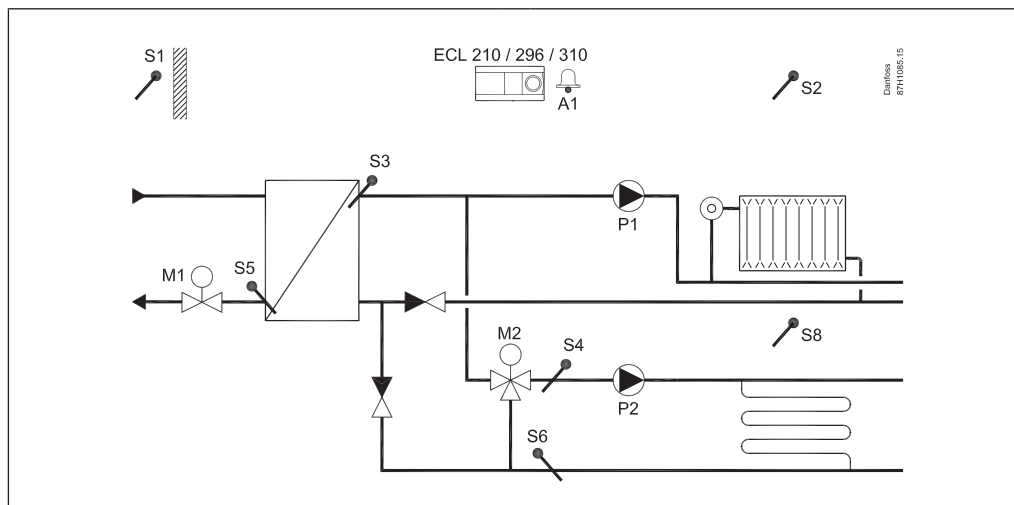 S1
ECL 210 / 296 / 310
A1
S2
Danfoss
87H1085.15
S3
P1
M1
S5
M2
S4
S8
P2
S6